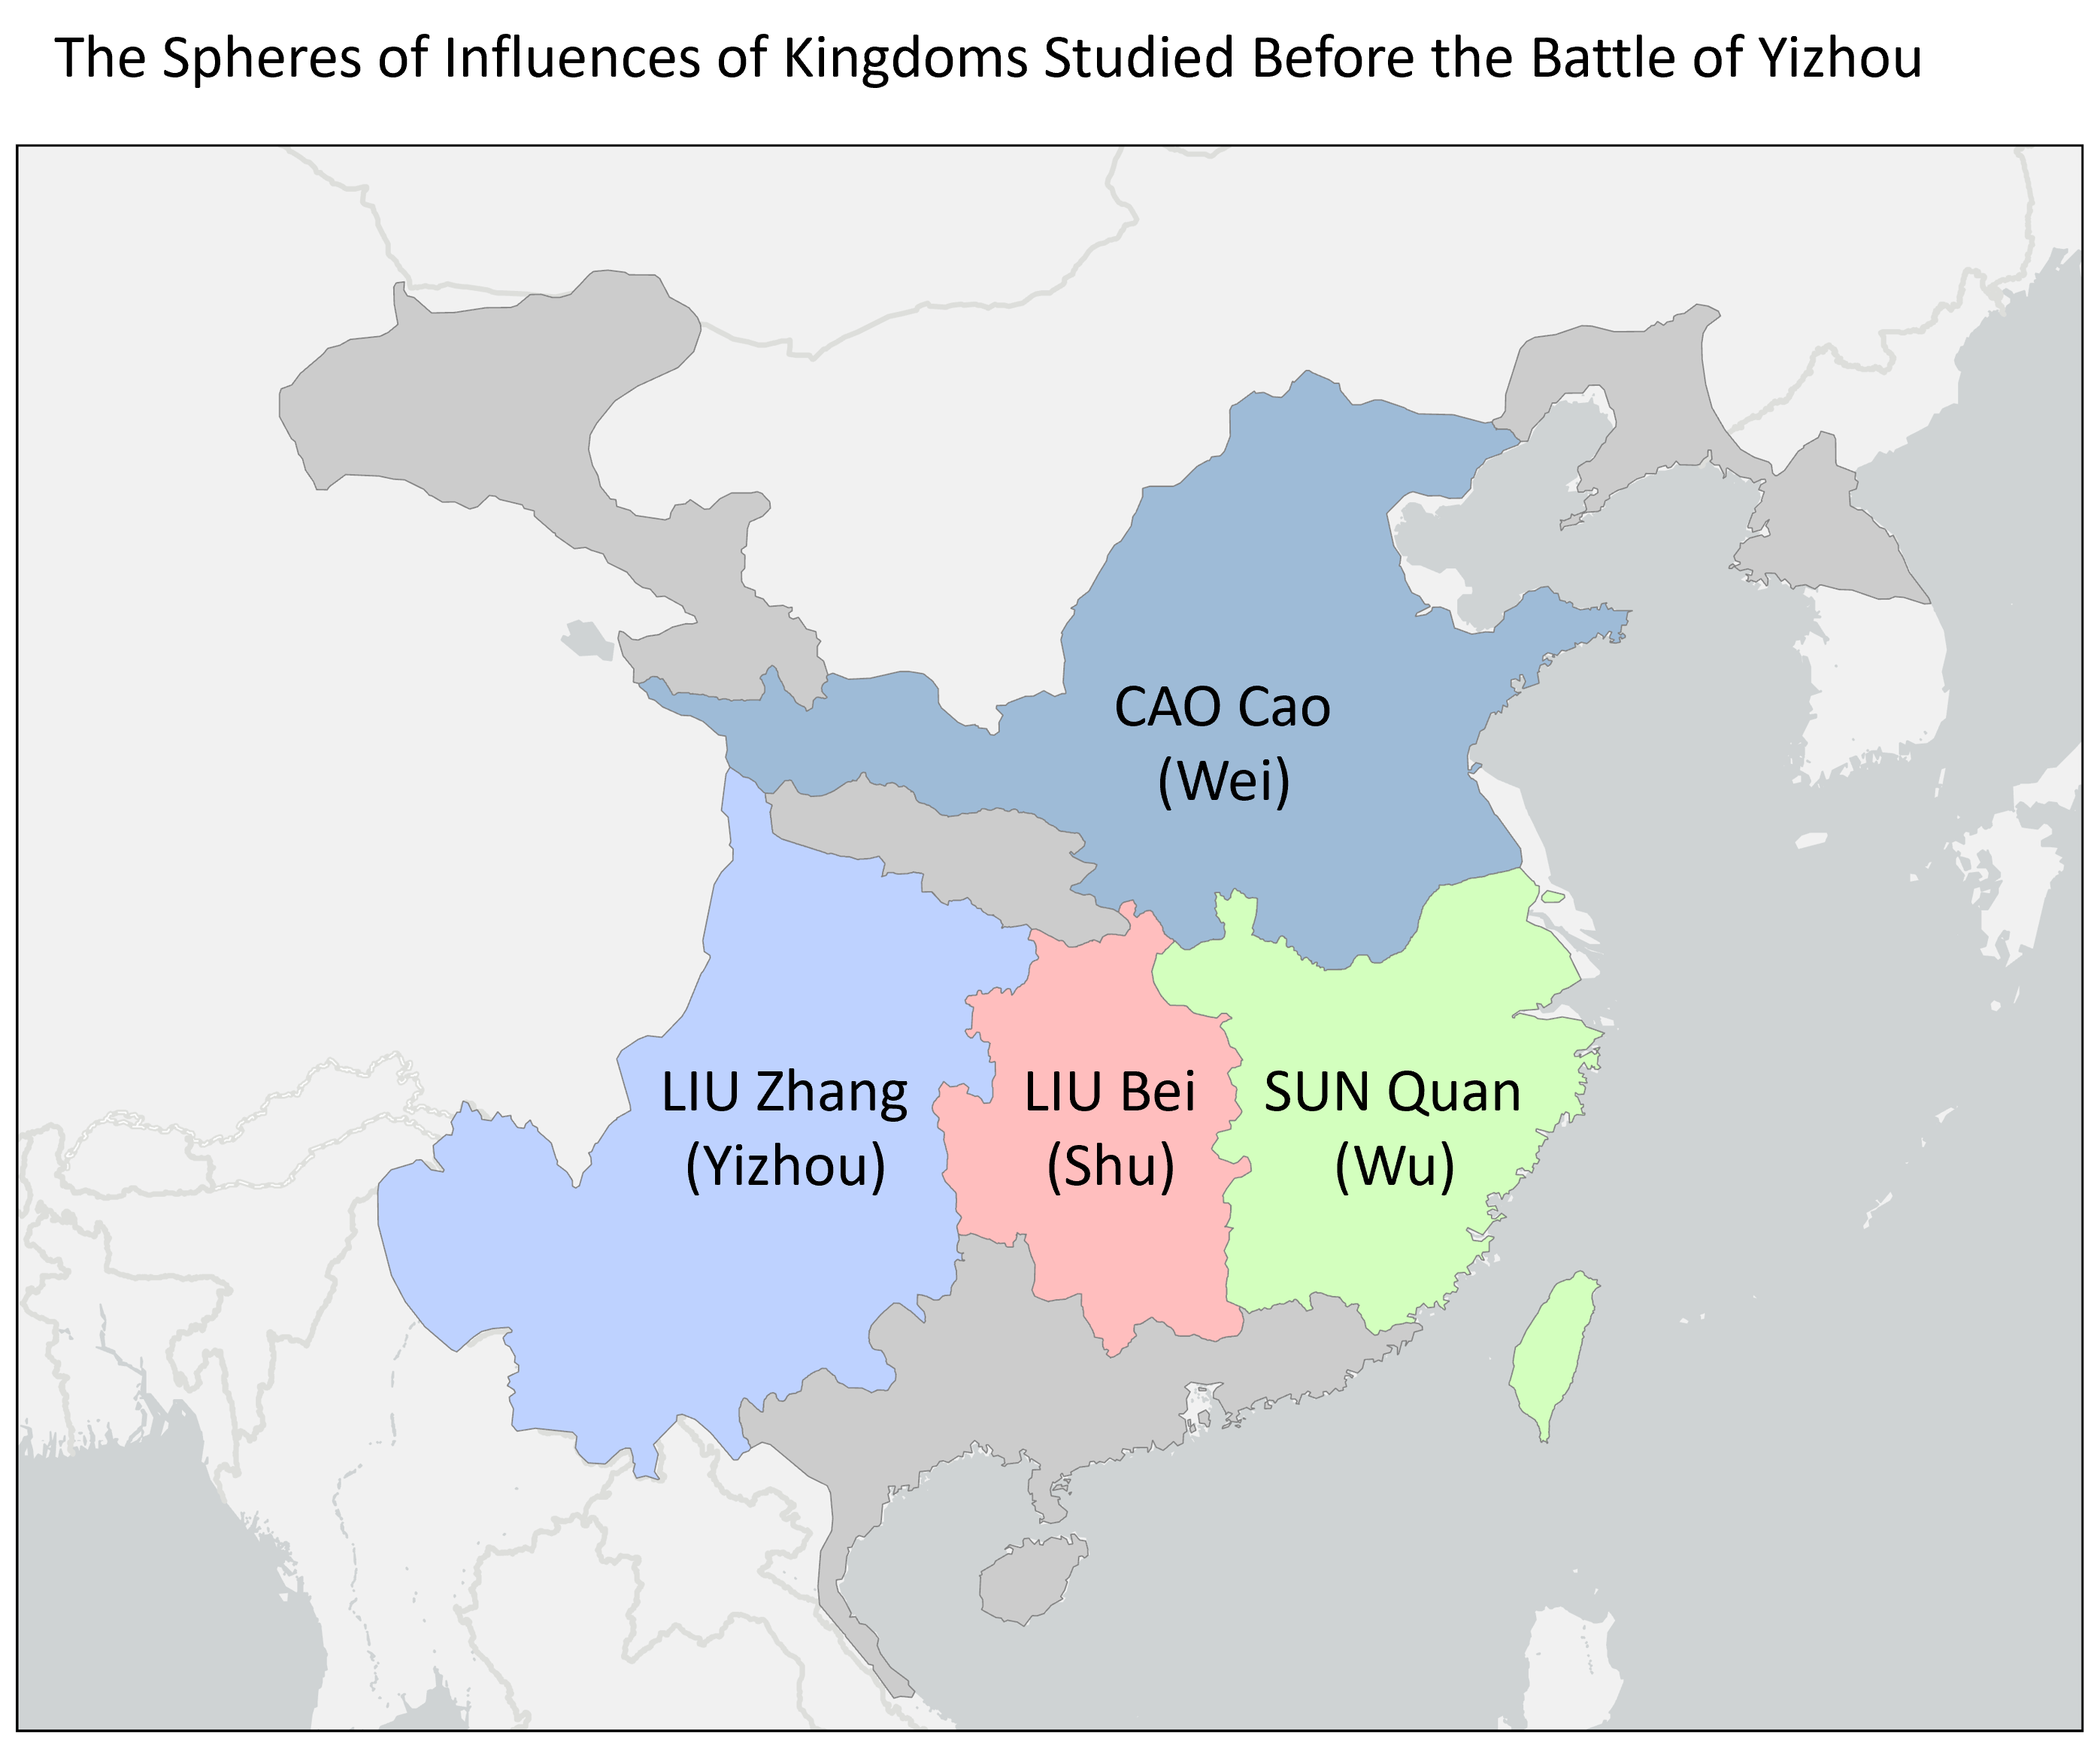 The Spheres of Influences of Kingdoms Studied Before the Battle of Yizhou
CAO Cao
(Wei)
LIU Zhang
(Yizhou)
LIU Bei
(Shu)
SUN Quan
(Wu)